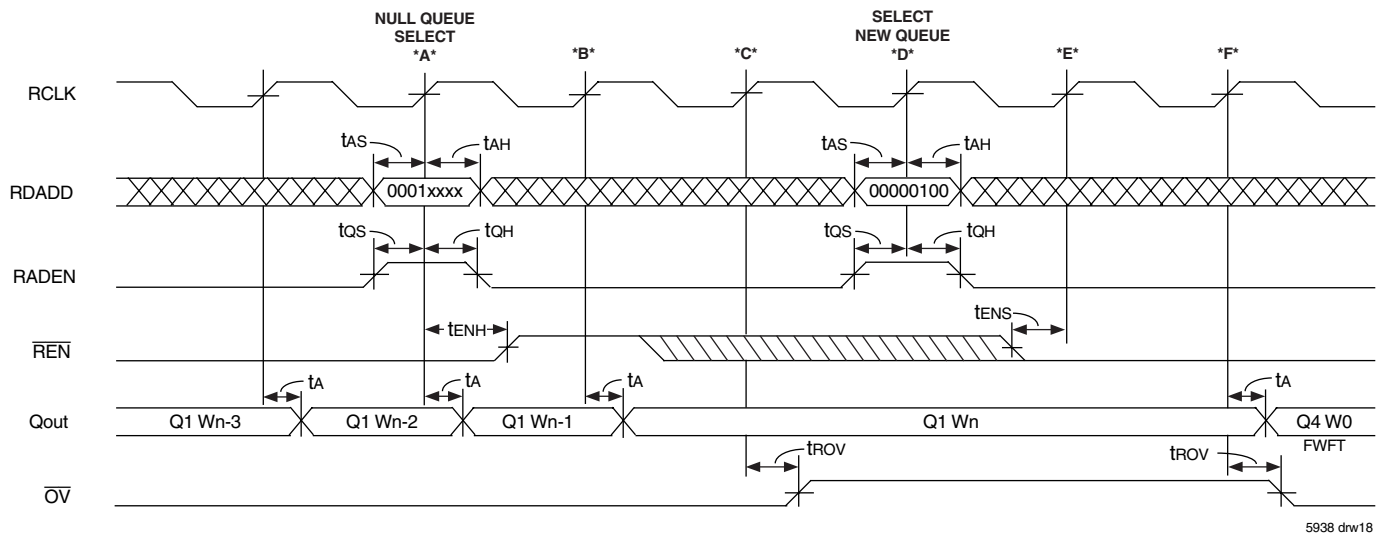 NULL QUEUE
SELECT
*A*
*B*
*C*
SELECT
NEW QUEUE
*D*
*E*
*F*
RCLK
tAS
tAH
tAS
tAH
RDADD
0001xxxx
00000100
tQS
tQH
tQS
tQH
RADEN
tENH
tENS
REN
tA
tA
tA
tA
Qout
Q1 Wn-3
Q1 Wn-2
Q1 Wn-1
Q1 Wn
Q4 W0
FWFT
tROV
tROV
OV
5938 drw18